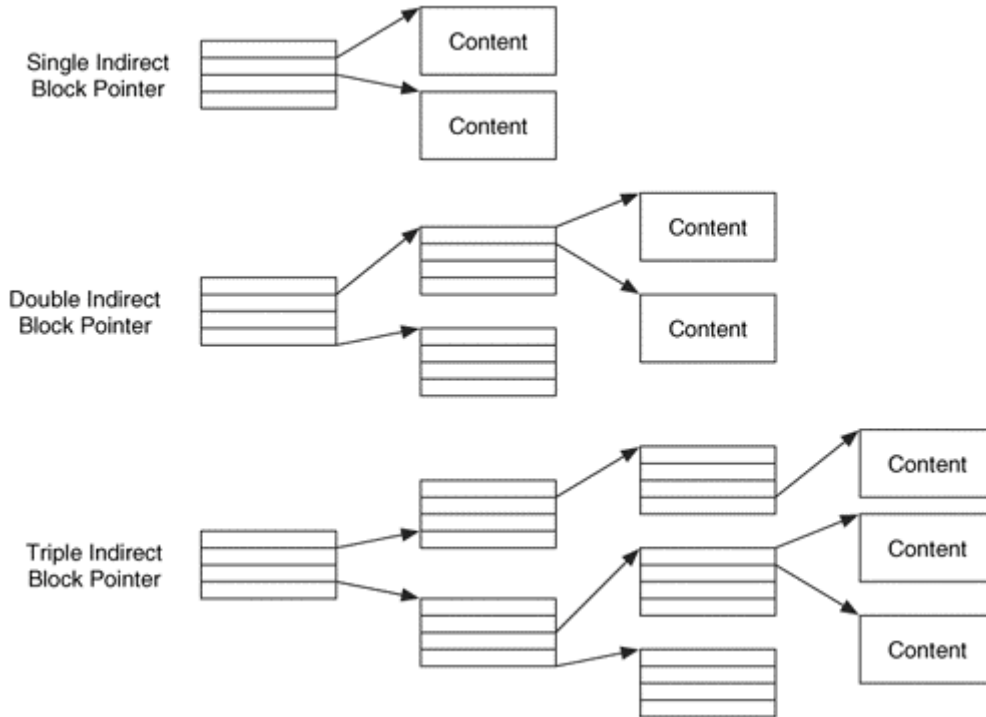 Single Indirect
Block Pointer
Content
Content
Double Indirect
Block Pointer
Content
Content
Triple Indirect
Block Pointer
Content
Content
Content